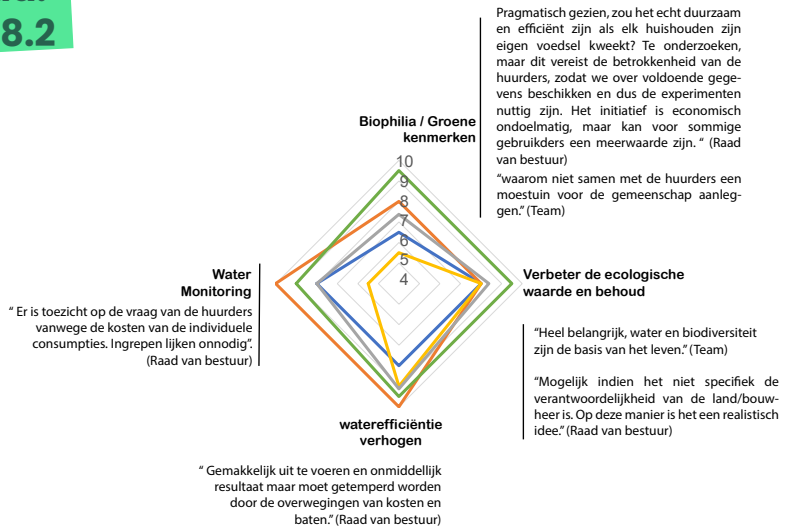 8.2
Pragmatisch gezien, zou het echt duurzaam
en efficiënt zijn als elk huishouden zijn
eigen voedsel kweekt? Te onderzoeken,
maar dit vereist de betrokkenheid van de
huurders, zodat we over voldoende gege-
vens beschikken en dus de experimenten
nuttig zijn. Het initiatief is economisch
ondoelmatig, maar kan voor sommige
gebruikders een meerwaarde zijn. “ (Raad
van bestuur)
“waarom niet samen met de huurders een
moestuin voor de gemeenschap aanleg-
gen.” (Team)
Biophilia / Groene
kenmerken
10
9
8
7
6
5
4
Water
Monitoring
“ Er is toezicht op de vraag van de huurders
vanwege de kosten van de individuele
consumpties. Ingrepen lijken onnodig”.
(Raad van bestuur)
Verbeter de ecologische
waarde en behoud
“Heel belangrijk, water en biodiversiteit
zijn de basis van het leven.” (Team)
“Mogelijk indien het niet specifiek de
verantwoordelijkheid van de land/bouw-
heer is. Op deze manier is het een realistisch
idee.” (Raad van bestuur)
waterefficiëntie
verhogen
“ Gemakkelijk uit te voeren en onmiddellijk
resultaat maar moet getemperd worden
door de overwegingen van kosten en
baten.” (Raad van bestuur)